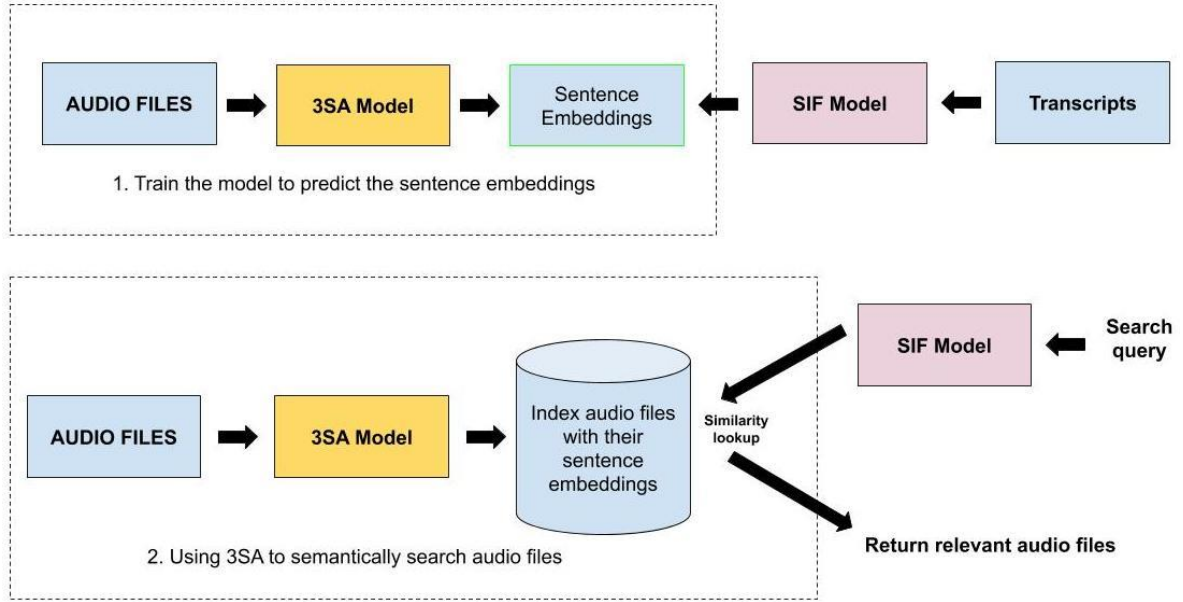 AUDIO FILES
3SA Model
Sentence
Embeddings
SIF Model
Transcripts
1. Train the model to predict the sentence embeddings
SIF Model
Search
query
AUDIO FILES
3SA Model
Index audio files
with their
sentence
embeddings
Similarity
lookup
2. Using 3SA to semantically search audio files
Return relevant audio files